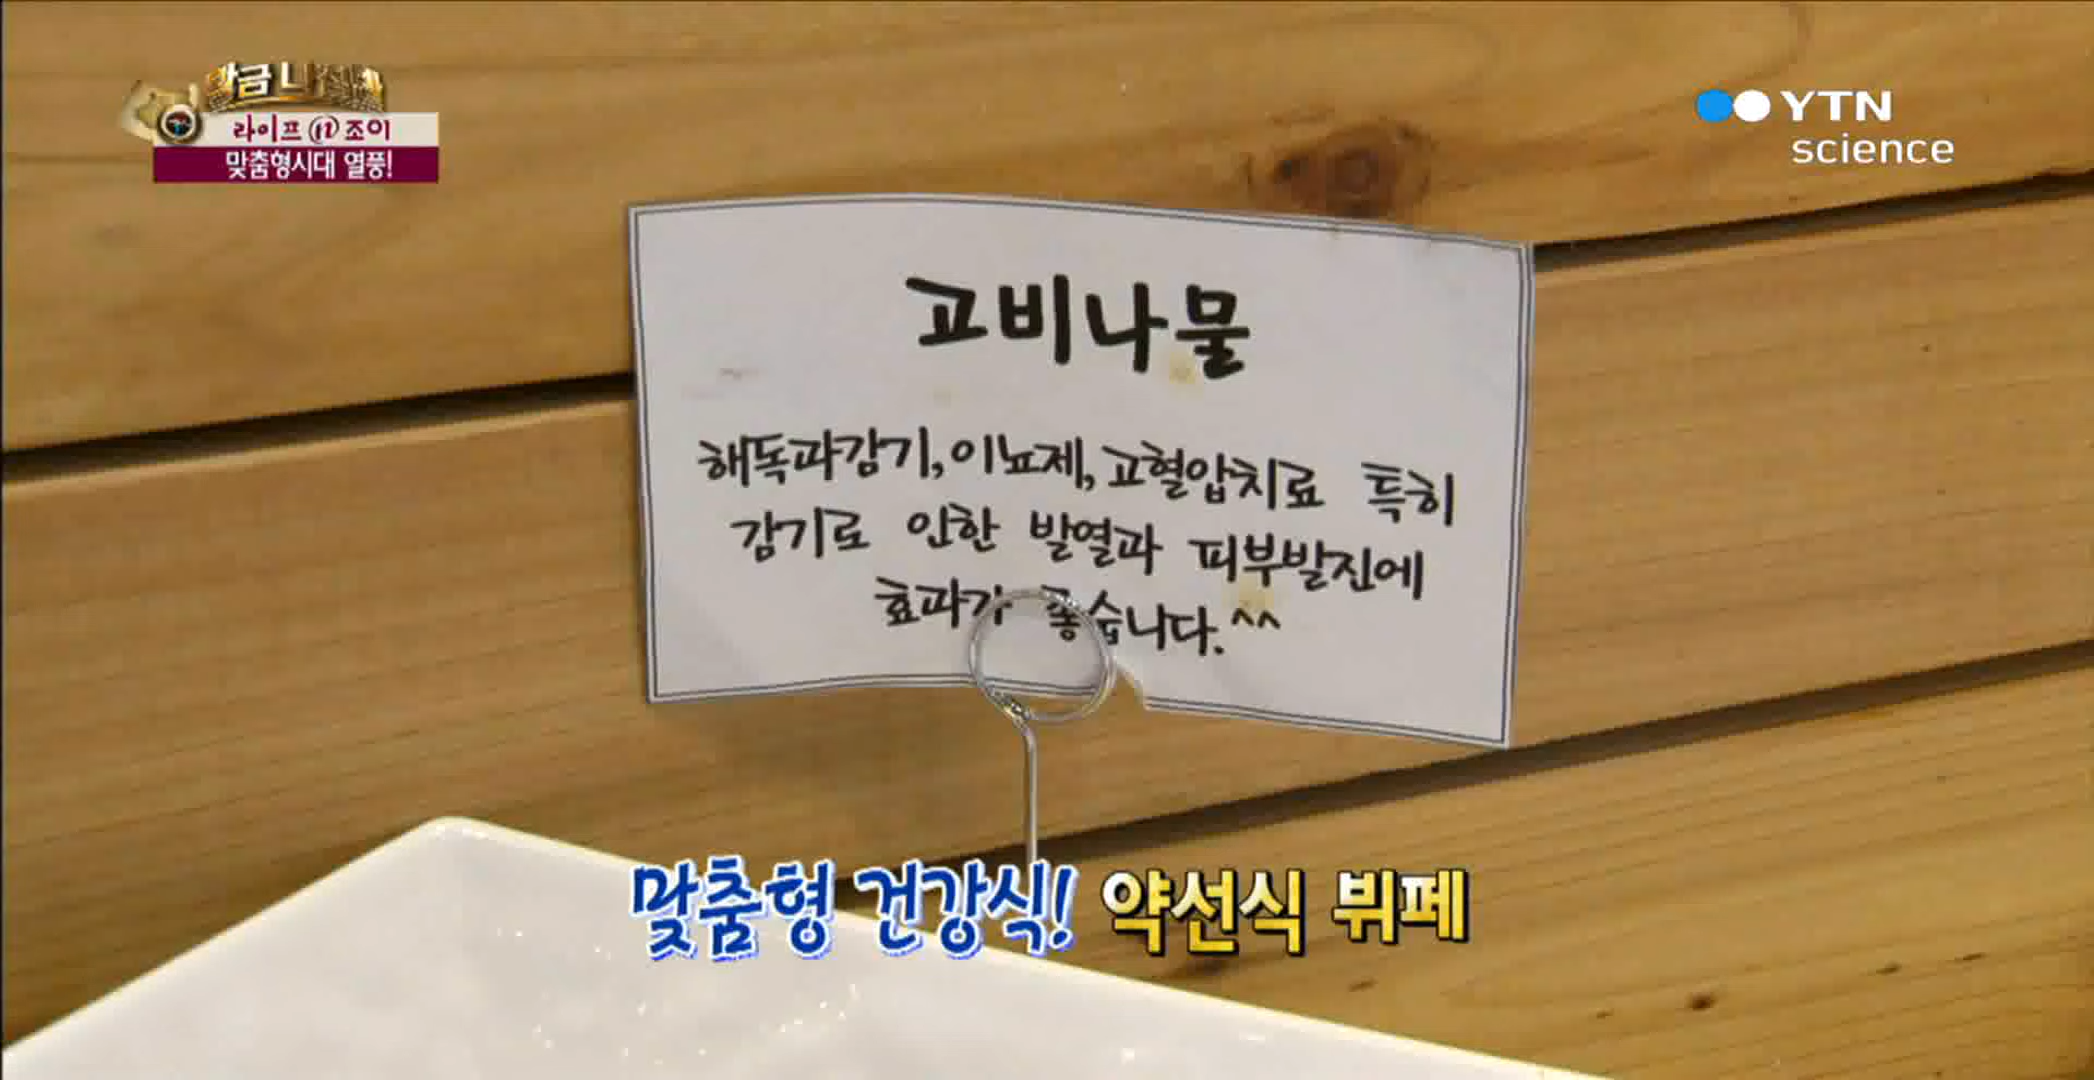 라이프 n 조이
맞춤형시대 열풍!
YTN
science
고비나물
해독과감기,이뇨제,고혈압치료 특히
감기로 인한 발열과 피부발진에
효과가 좋습니다.^^
맞춤형 건강식! 약선식 뷔페